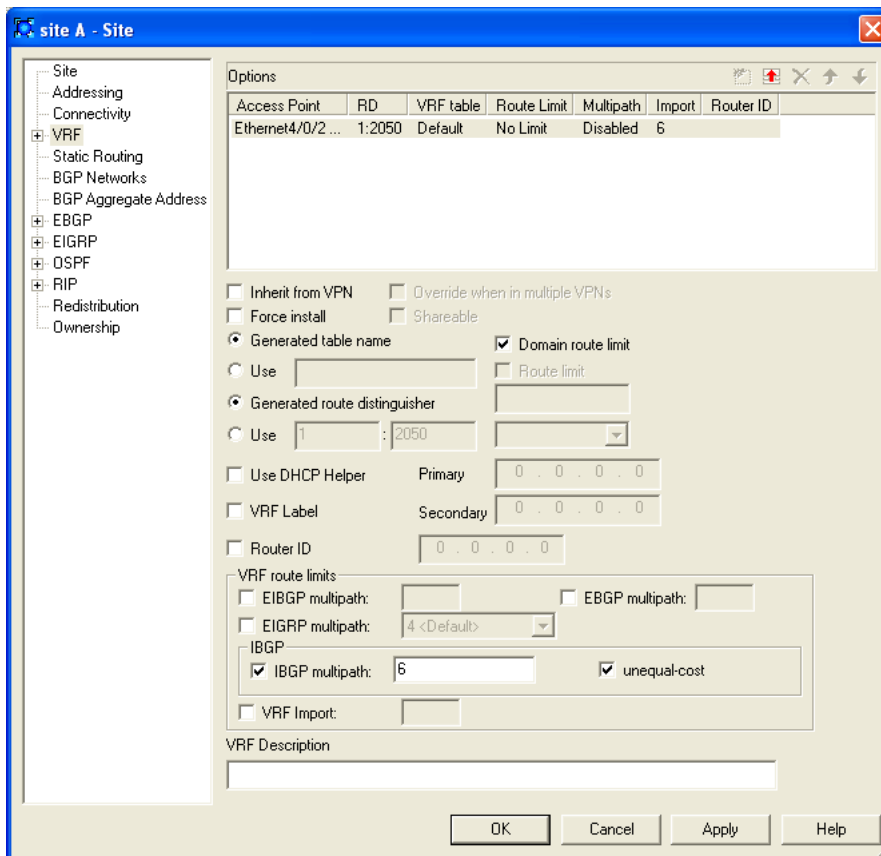 site A - Site
Site
Addressing
Connectivity
VRF
Static Routing
BGP Networks
BGP Aggregate Address
EBGP
EIGRP
OSPF
RIP
Redistribution
Ownership
Options
Access Point RD VRF table Route Limit Multipath Import Router ID
Ethernet4/0/2 ... 1:2050 Default No Limit Disabled 6
Inherit from VPN Override when in multiple VPNs
Force install Shareable
Generated table name Domain route limit
Use Route limit
Generated route distinguisher
Use 1 : 2050
Use DHCP Helper Primary 0 . 0 . 0 . 0
VRF Label Secondary 0 . 0 . 0 . 0
Router ID 0 . 0 . 0 . 0
VRF route limits
EIBGP multipath: EBGP multipath:
EIGRP multipath: 4 <Default>
IBGP
IBGP multipath: 6 unequal-cost
VRF Import:
VRF Description
OK Cancel Apply Help